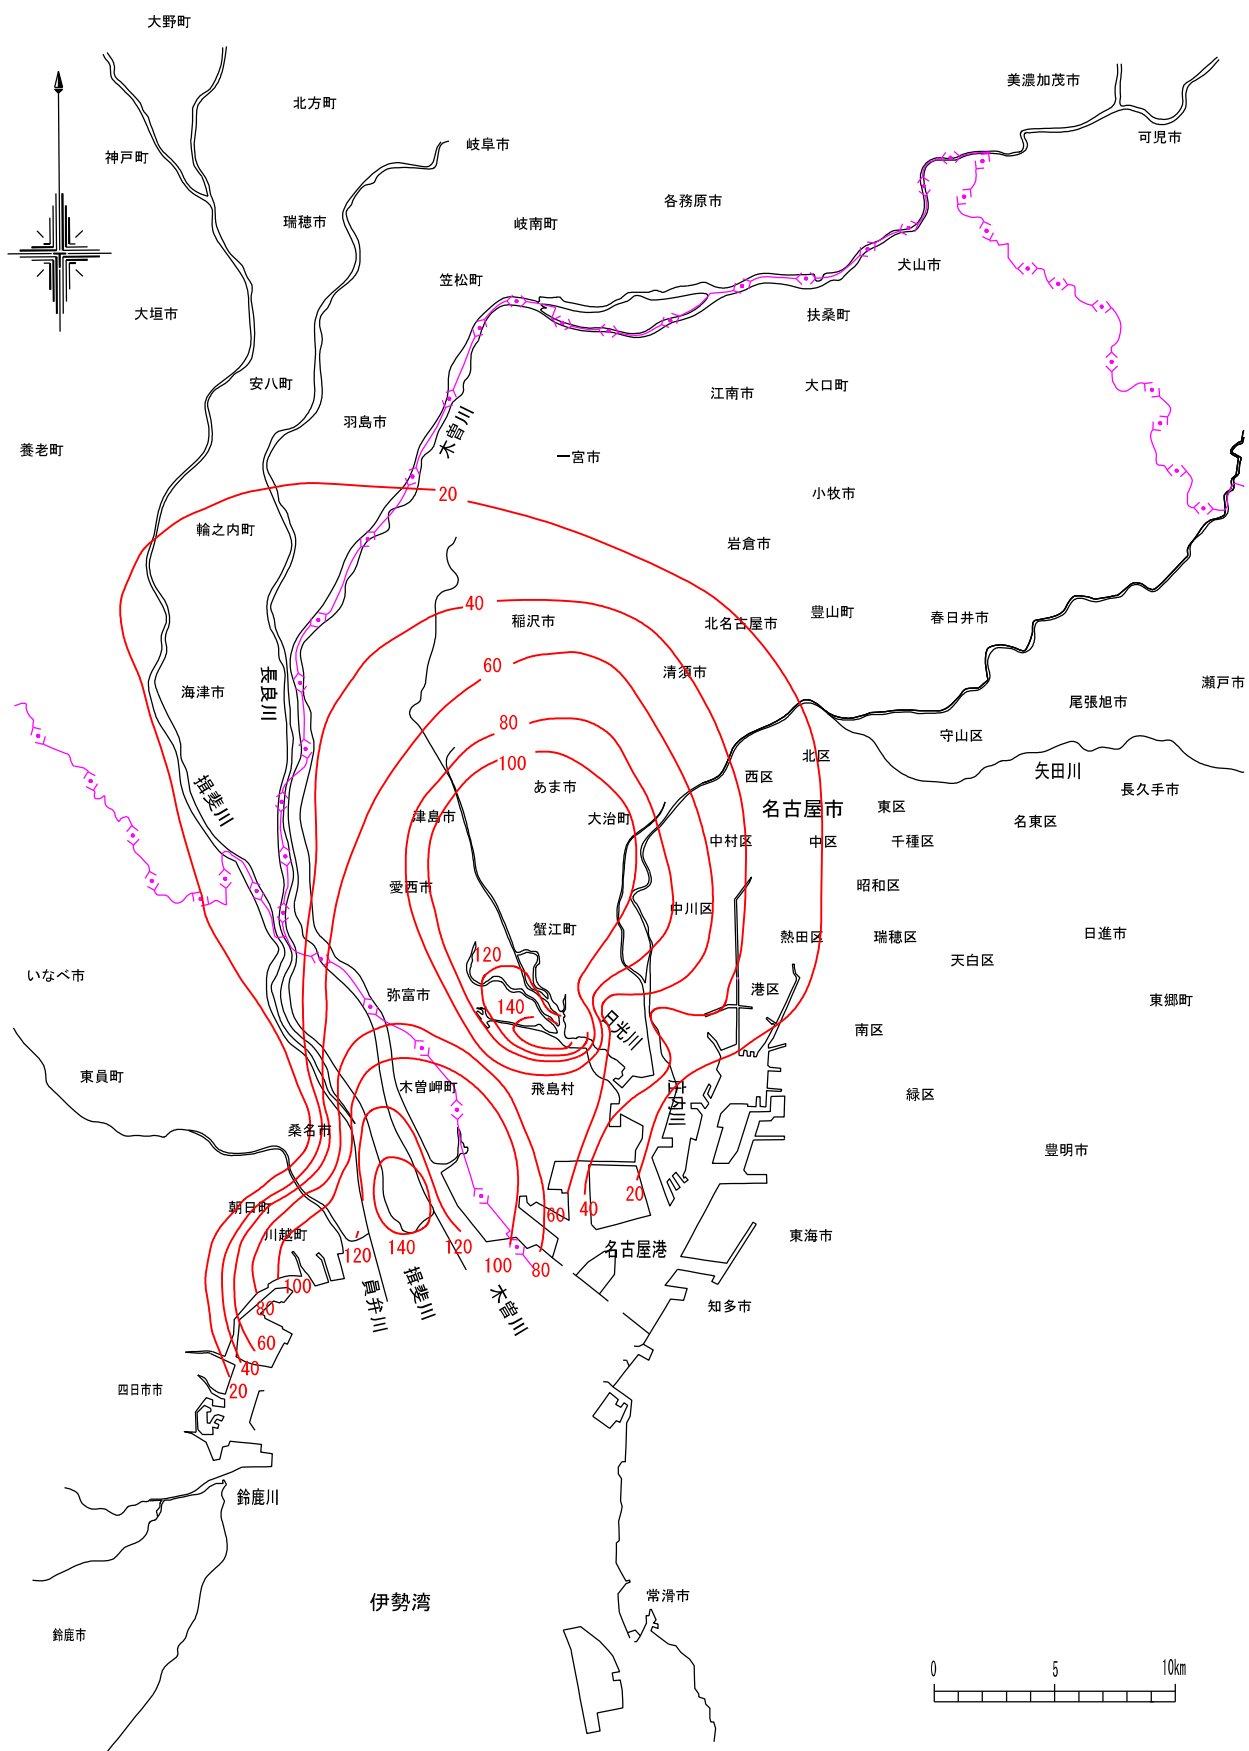 大野町
美濃加茂市
北方町
可児市
岐阜市
神戸町
各務原市
瑞穂市
岐南町
犬山市
笠松町
大垣市
扶桑町
安八町
大口町
江南市
羽島市
木曽川
養老町
一宮市
小牧市
20
輪之内町
岩倉市
40
豊山町
春日井市
稲沢市
北名古屋市
60
清須市
瀬戸市
長良川
海津市
尾張旭市
80
守山区
北区
100
矢田川
西区
あま市
長久手市
揖斐川
名古屋市
東区
津島市
大治町
名東区
中村区
中区
千種区
愛西市
昭和区
中川区
蟹江町
熱田区
瑞穂区
日進市
120
天白区
いなべ市
弥富市
港区
東郷町
140
日光川
南区
東員町
木曽岬町
飛島村
庄内川
緑区
桑名市
豊明市
20
朝日町
40
60
川越町
東海市
120
140
120
名古屋港
100
80
揖斐川
100
員弁川
木曽川
80
知多市
60
40
四日市市
20
鈴鹿川
常滑市
伊勢湾
鈴鹿市
0
5
10km